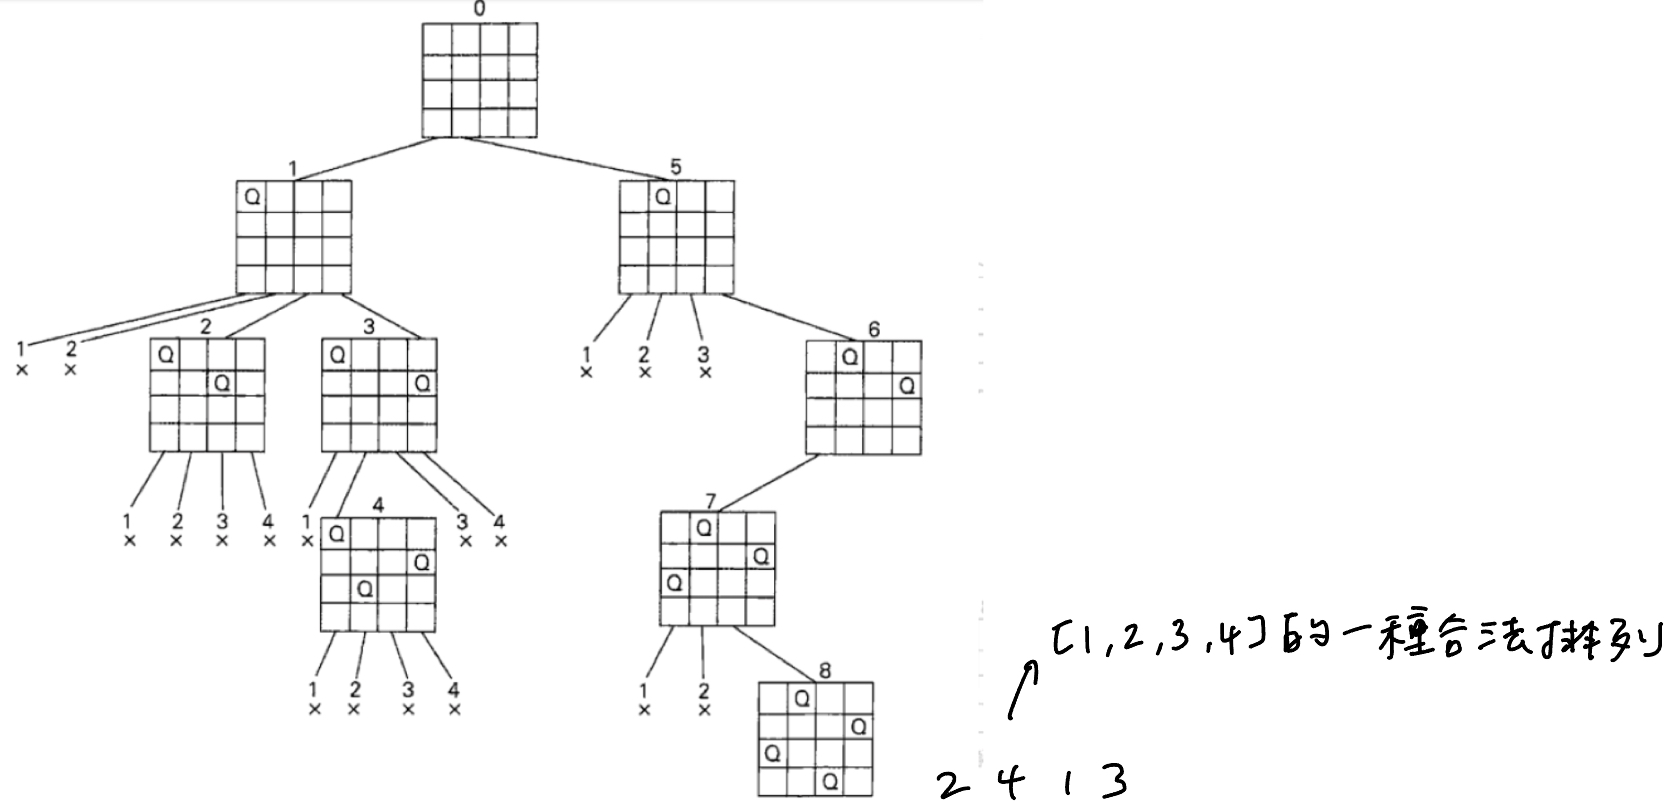 0
1 5
Q Q
1 2 2 3 1 2 3 6
× × × × ×
Q Q Q
Q Q Q
1 2 3 4 1 4 3 4 7
× × × × × × ×
Q Q
Q Q
Q Q
[1,2,3,4]的一種合法排列
1 2 3 4 1 2 8
× × × × × ×
Q
Q
Q
Q
2 4 1 3